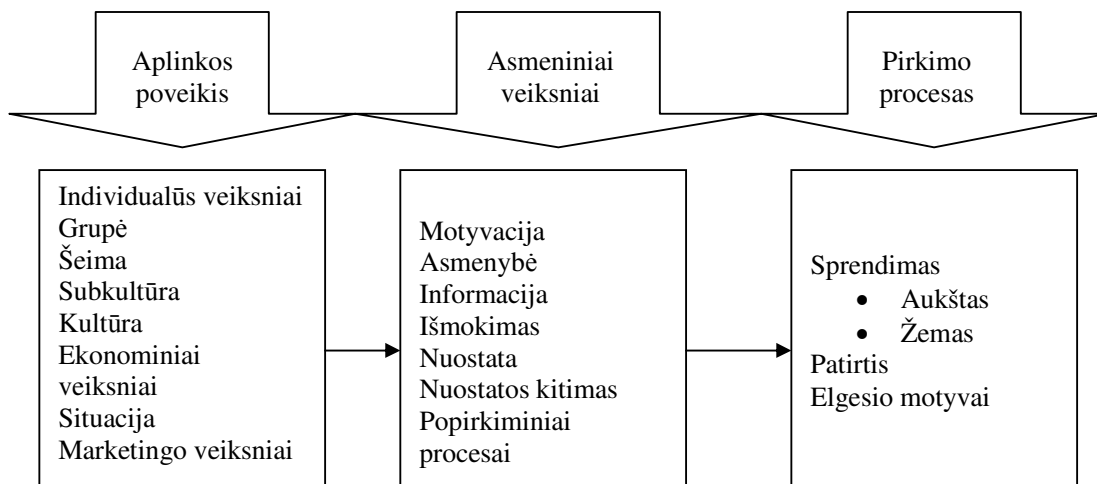 Aplinkos
poveikis
Asmeniniai
veiksniai
Pirkimo
procesas
Individualūs veiksniai
Grupė
Šeima
Subkultūra
Kultūra
Ekonominiai
veiksniai
Situacija
Marketingo veiksniai
Motyvacija
Asmenybė
Informacija
Išmokimas
Nuostata
Nuostatos kitimas
Popirkiminiai
procesai
Sprendimas
• Aukštas
• Žemas
Patirtis
Elgesio motyvai